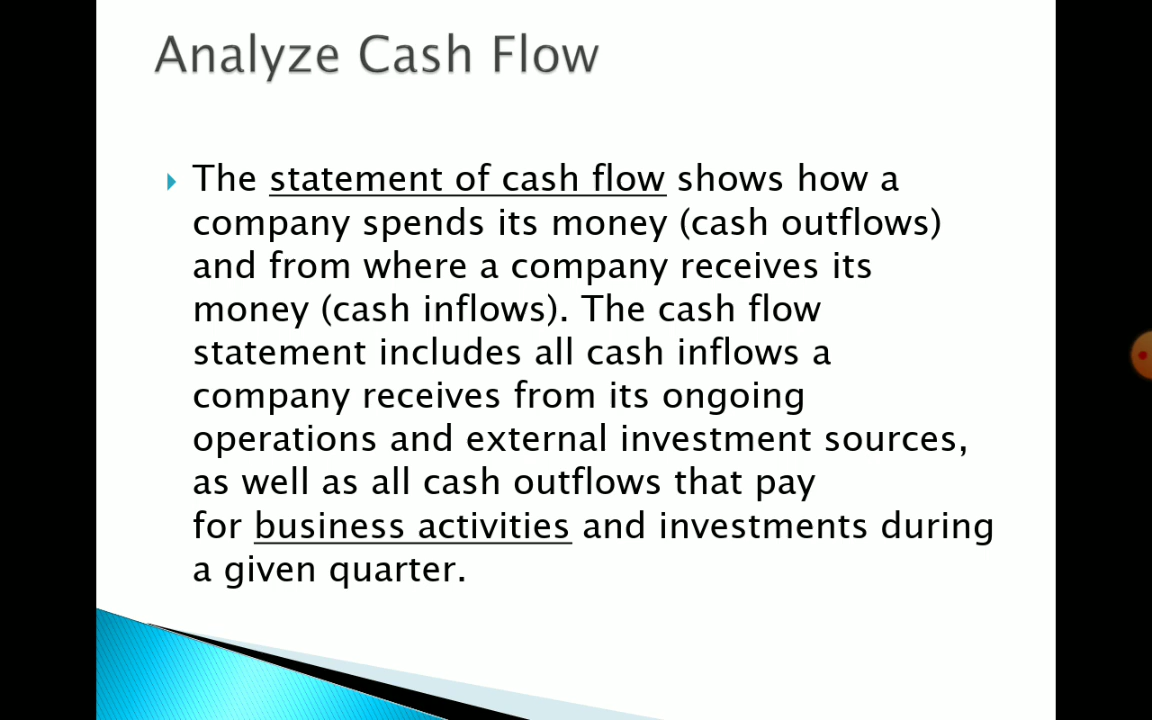 Analyze Cash Flow
The statement of cash flow shows how a
company spends its money (cash outflows)
and from where a company receives its
money (cash inflows). The cash flow
statement includes all cash inflows a
company receives from its ongoing
operations and external investment sources,
as well as all cash outflows that pay
for business activities and investments during
a given quarter.